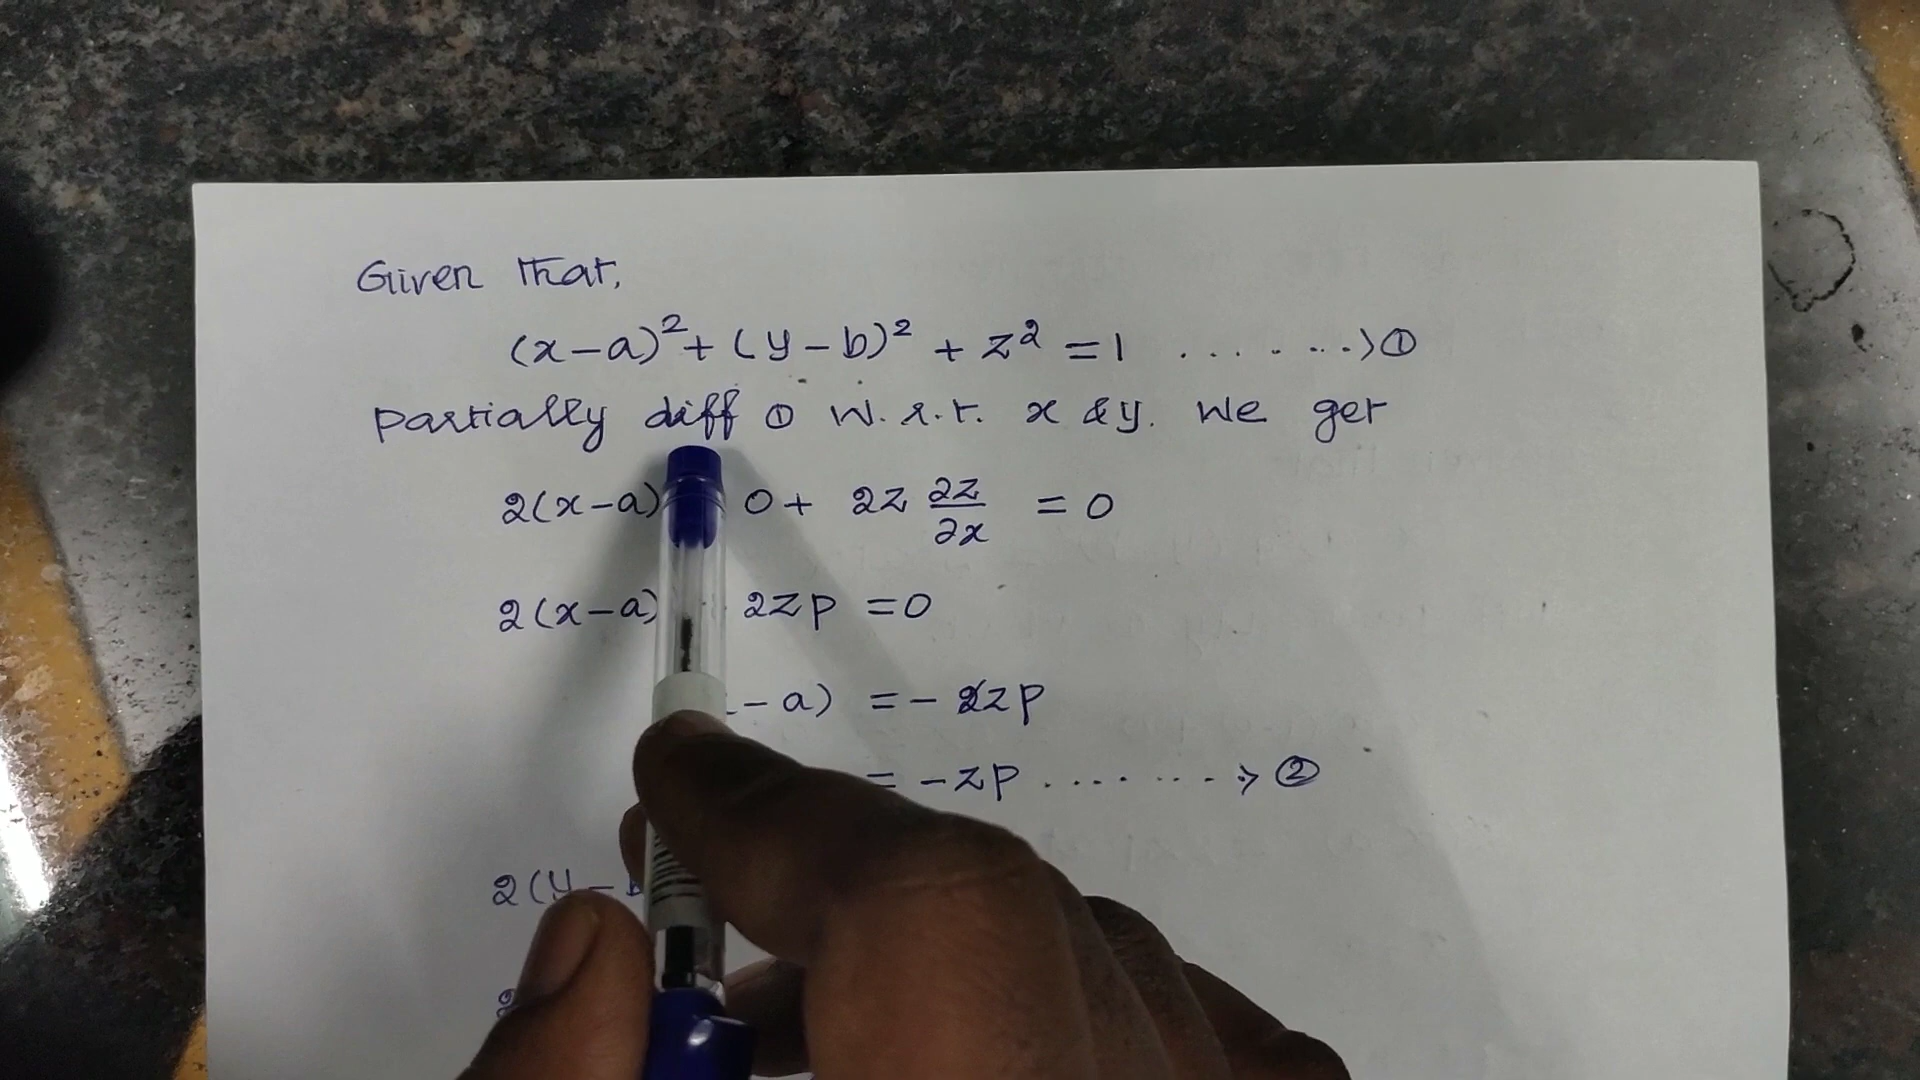 Given that,
(x-a)² + (y-b)² + z² = 1 .......> ①
partially diff ① w.r.t. x & y. We get
2(x-a) 0 + 2z ∂z/∂x = 0
2(x-a) 2zp = 0
-a) = -2zp
= -zp .......> ②
2(y-b
2